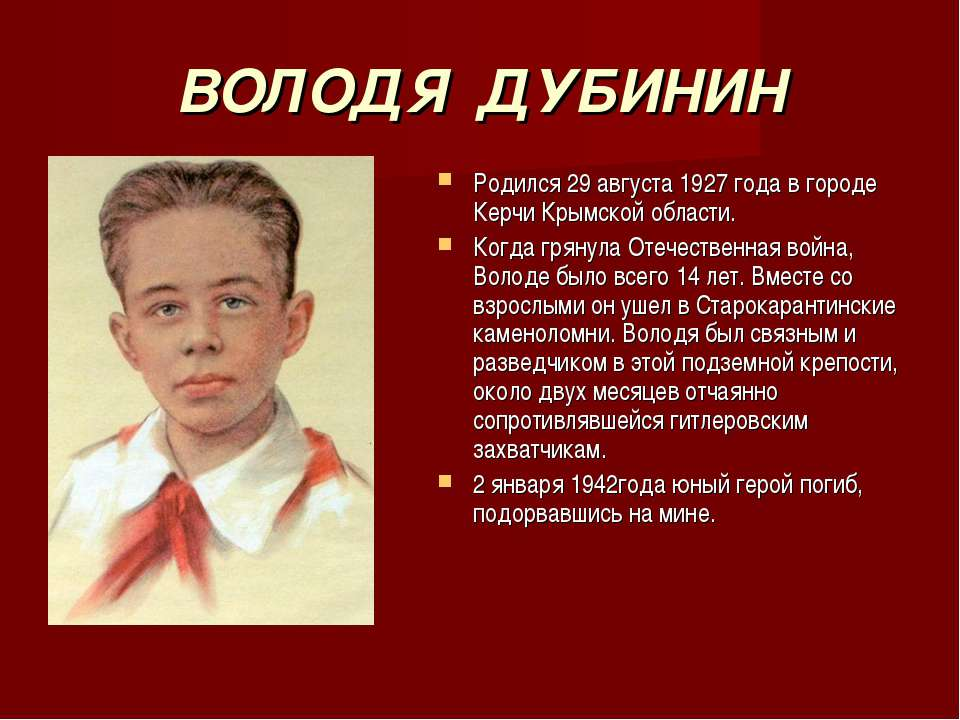 ВОЛОДЯ ДУБИНИН
Родился 29 августа 1927 года в городе
Керчи Крымской области.
Когда грянула Отечественная война,
Володе было всего 14 лет. Вместе со
взрослыми он ушел в Старокарантинские
каменоломни. Володя был связным и
разведчиком в этой подземной крепости,
около двух месяцев отчаянно
сопротивлявшейся гитлеровским
захватчикам.
2 января 1942года юный герой погиб,
подорвавшись на мине.